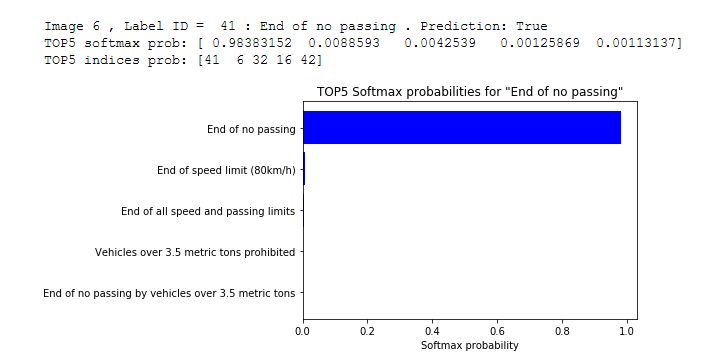 Image 6 , Label ID =  41 : End of no passing . Prediction: True
TOP5 softmax prob: [ 0.98383152  0.0088593   0.0042539   0.00125869  0.00113137]
TOP5 indices prob: [41  6 32 16 42]
TOP5 Softmax probabilities for "End of no passing"
End of no passing
End of speed limit (80km/h)
End of all speed and passing limits
Vehicles over 3.5 metric tons prohibited
End of no passing by vehicles over 3.5 metric tons
0.0 0.2 0.4 0.6 0.8 1.0
Softmax probability